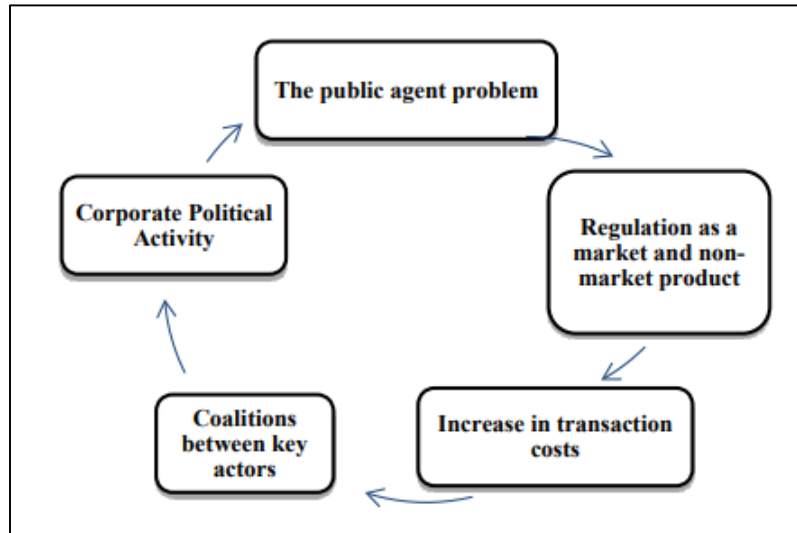 The public agent problem
Regulation as a
market and non-
market product
Increase in transaction
costs
Coalitions
between key
actors
Corporate Political
Activity